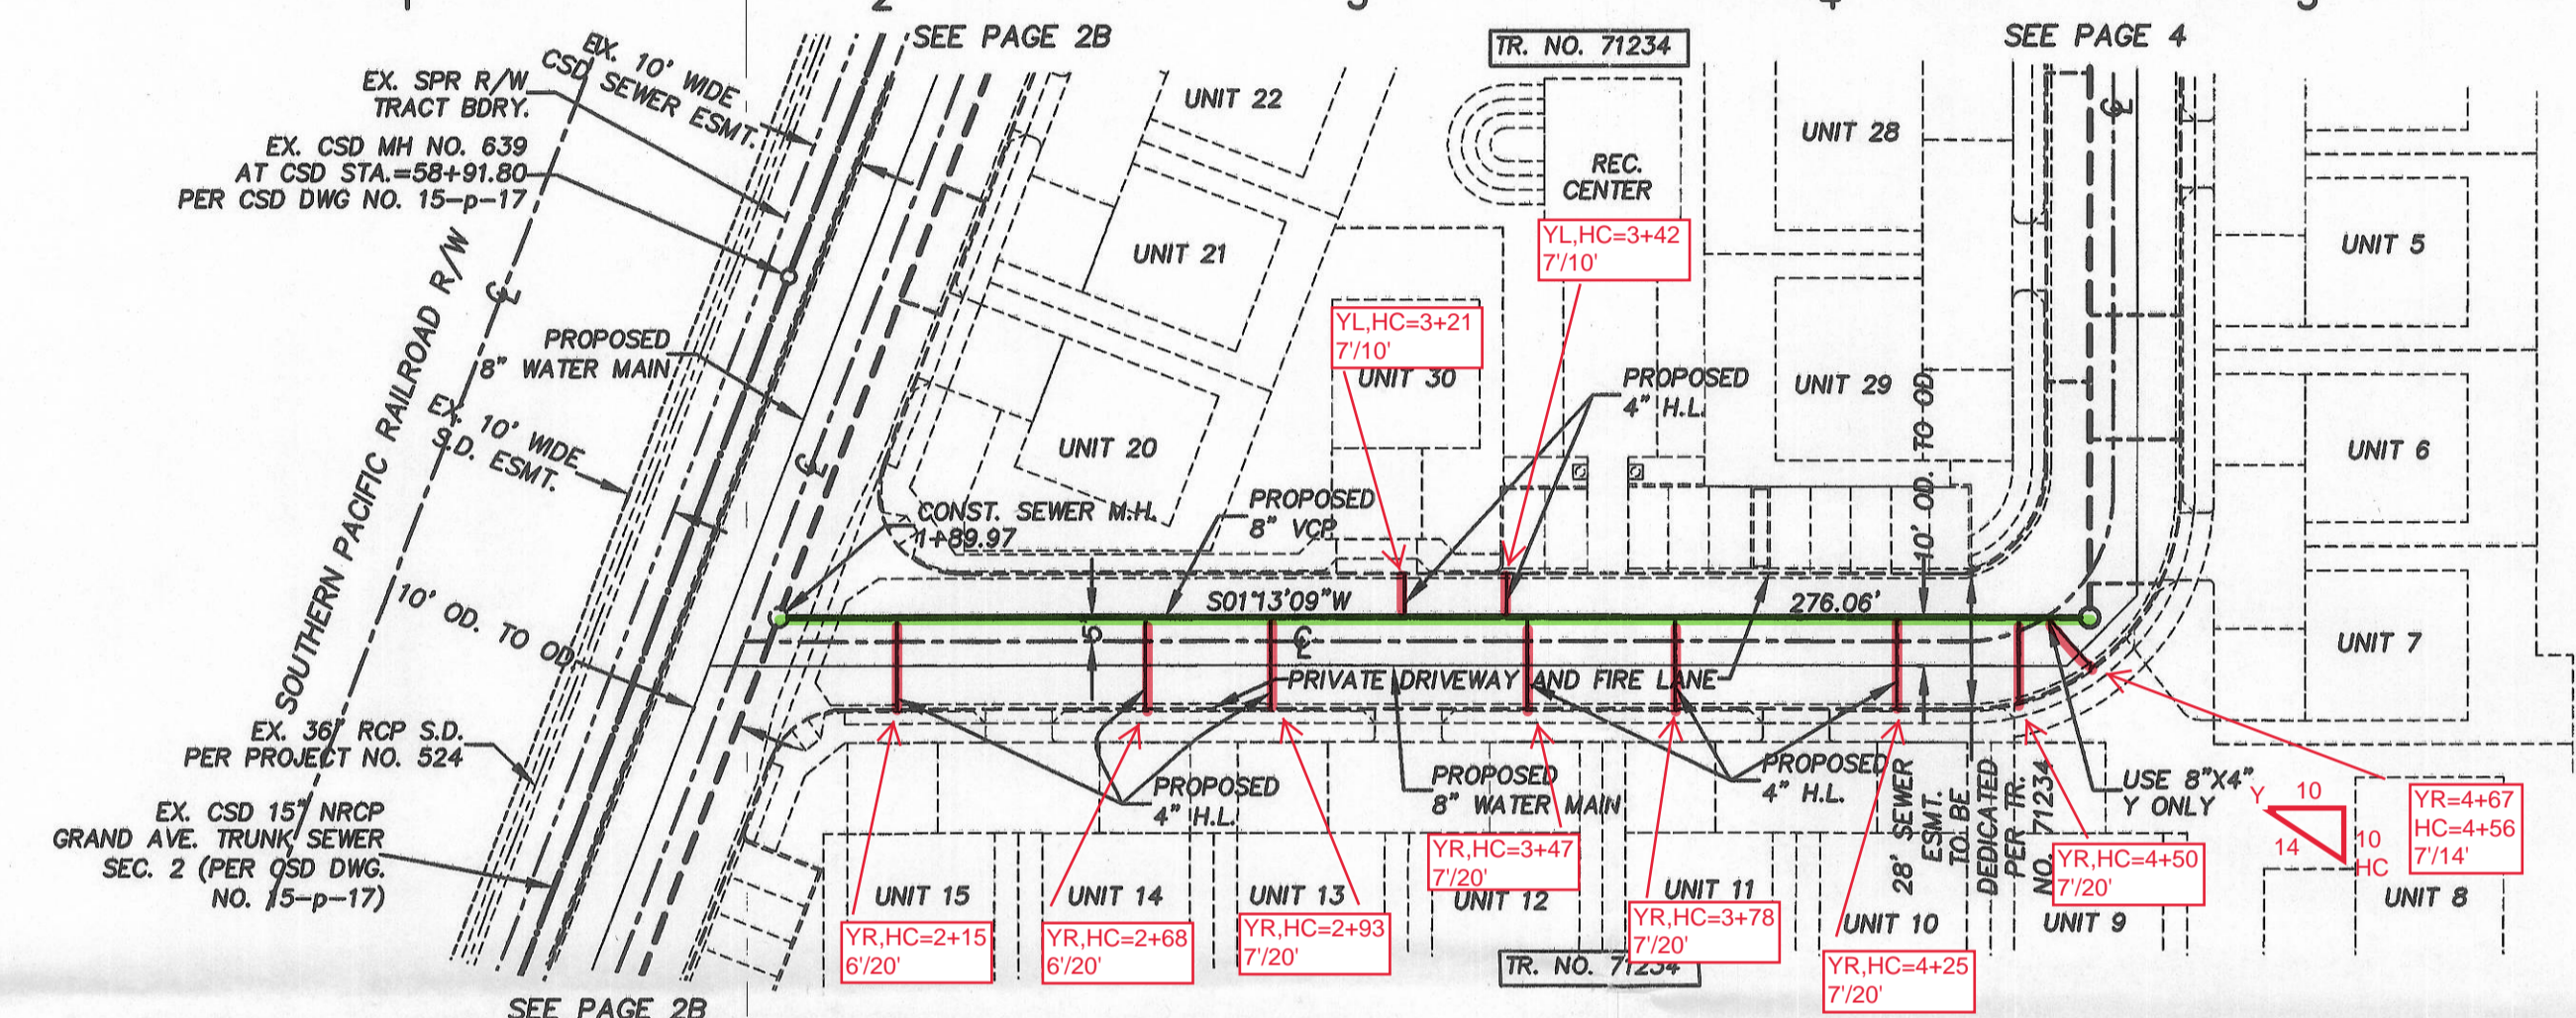 1
2
3
4
5
SEE PAGE 2B
TR. NO. 71234
SEE PAGE 4
EX. 10' WIDE
CSD SEWER ESMT.
EX. SPR R/W
TRACT BDRY.
EX. CSD MH NO. 639
AT CSD STA.=58+91.80
PER CSD DWG NO. 15-p-17
SOUTHERN PACIFIC RAILROAD R/W
PROPOSED
8" WATER MAIN
EX. 10' WIDE
S.D. ESMT.
10' OD. TO OD.
EX. 36" RCP S.D.
PER PROJECT NO. 524
EX. CSD 15" NRCP
GRAND AVE. TRUNK SEWER
SEC. 2 (PER CSD DWG.
NO. 15-p-17)
SEE PAGE 2B
UNIT 22
UNIT 21
UNIT 20
REC.
CENTER
UNIT 28
UNIT 5
YL,HC=3+42
7'/10'
YL,HC=3+21
7'/10'
UNIT 30
PROPOSED
4" H.L.
UNIT 29
10' OD. TO OD
UNIT 6
CONST. SEWER M.H.
1+89.97
PROPOSED
8" VCP
S01°13'09"W
276.06'
5'
UNIT 7
PRIVATE DRIVEWAY AND FIRE LANE
PROPOSED
4" H.L.
PROPOSED
8" WATER MAIN
PROPOSED
4" H.L.
28' SEWER
ESMT.
TO BE
DEDICATED
PER TR.
NO. 71234
USE 8"X4"
Y ONLY
Y
10
14
10
HC
YR=4+67
HC=4+56
7'/14'
YR,HC=3+47
7'/20'
YR,HC=4+50
7'/20'
UNIT 15
UNIT 14
UNIT 13
UNIT 12
UNIT 11
UNIT 10
UNIT 9
UNIT 8
YR,HC=2+15
6'/20'
YR,HC=2+68
6'/20'
YR,HC=2+93
7'/20'
YR,HC=3+78
7'/20'
YR,HC=4+25
7'/20'
TR. NO. 71234